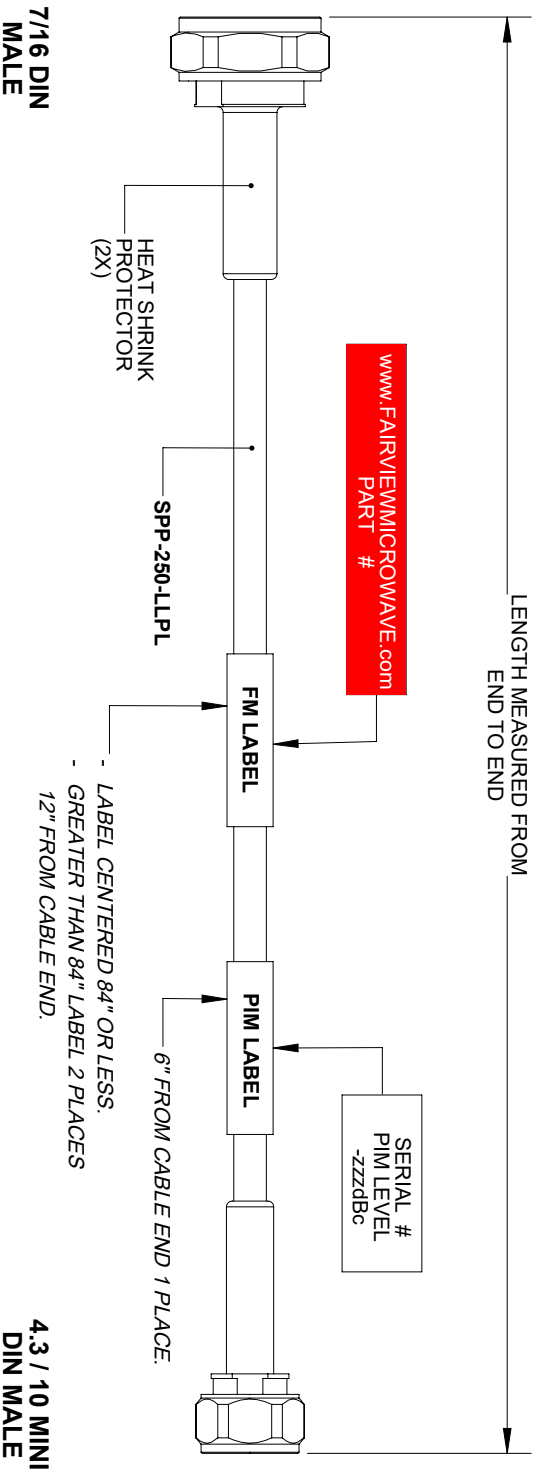 LENGTH MEASURED FROM
END TO END
www.FAIRVIEWMICROWAVE.com
PART #
SERIAL #
PIM LEVEL
-zzzdBc
FM LABEL
PIM LABEL
HEAT SHRINK
PROTECTOR
(2X)
SPP-250-LLPL
6" FROM CABLE END 1 PLACE.
- LABEL CENTERED 84" OR LESS.
- GREATER THAN 84" LABEL 2 PLACES
12" FROM CABLE END.
7/16 DIN
MALE
4.3 / 10 MINI
DIN MALE